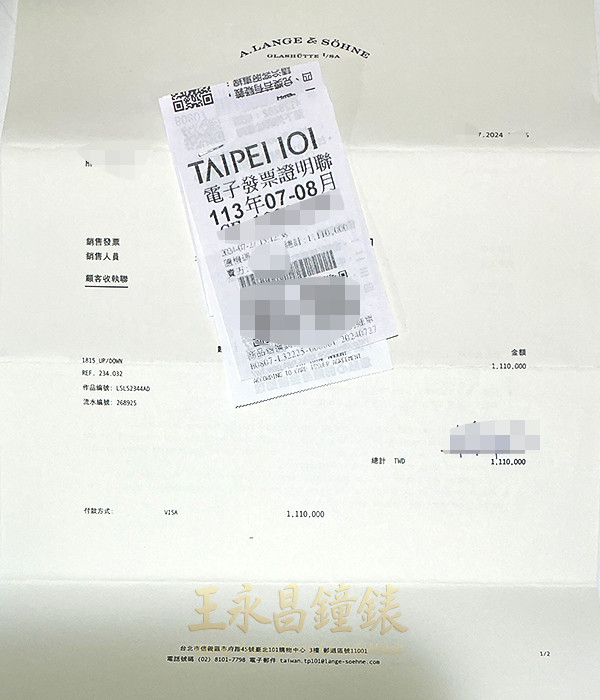 A. LANGE & SÖHNE
GLASHÜTTE I/SA
TAIPEI 101
電子發票證明聯
113年07-08月
總計:1,110,000
20240727
ACCORDING TO CARD ISSUER AGREEMENT
銷售發票
銷售人員
顧客收執聯
金額
1815 UP/DOWN
1,110,000
REF. 234.032
作品編號: LSLS2344AD
流水編號: 268925
總計 TWD
1,110,000
付款方式:
VISA
1,110,000
王永昌鐘錶
台北市信義區市府路45號臺北101購物中心 3樓 郵遞區號11001
電話號碼 (02) 8101-7798 電子郵件 taiwan.tp101@lange-soehne.com
1/2